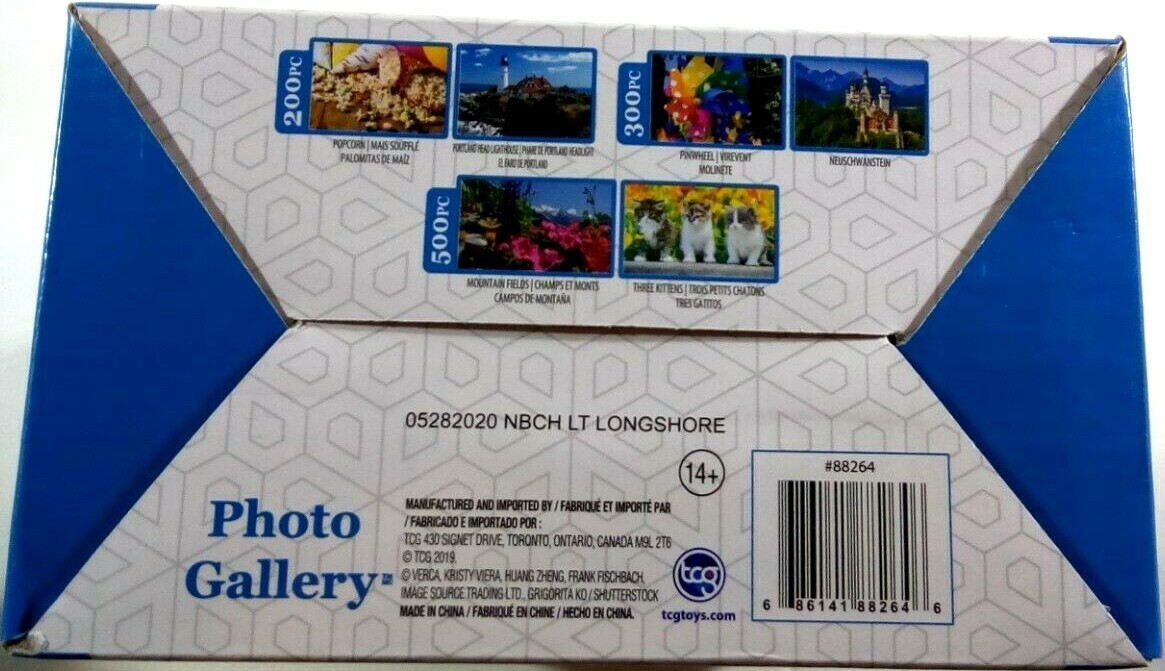 200PC
POPCORN | MAIS SOUFFLÉ
PALOMITAS DE MAÍZ
PORTLAND HEAD LIGHTHOUSE | PHARE DE PORTLAND HEADLIGHT
EL FARO DE PORTLAND
300PC
PINWHEEL | VIREVENT
MOLINETE
NEUSCHWANSTEIN
500PC
MOUNTAIN FIELDS | CHAMPS ET MONTS
CAMPOS DE MONTAÑA
THREE KITTENS | TROIS PETITS CHATONS
TRES GATITOS
05282020 NBCH LT LONGSHORE
14+
Photo
Gallery
MANUFACTURED AND IMPORTED BY / FABRIQUÉ ET IMPORTÉ PAR
/ FABRICADO E IMPORTADO POR :
TCG 430 SIGNET DRIVE, TORONTO, ONTARIO, CANADA M9L 2T6
© TCG 2019.
© VERCA, KRISTY VIERA, HUANG ZHENG, FRANK FISCHBACH,
IMAGE SOURCE TRADING LTD., GRIGORITA KO / SHUTTERSTOCK
MADE IN CHINA / FABRIQUÉ EN CHINE / HECHO EN CHINA.
tcg
tcgtoys.com
#88264
6 86141 88264 6